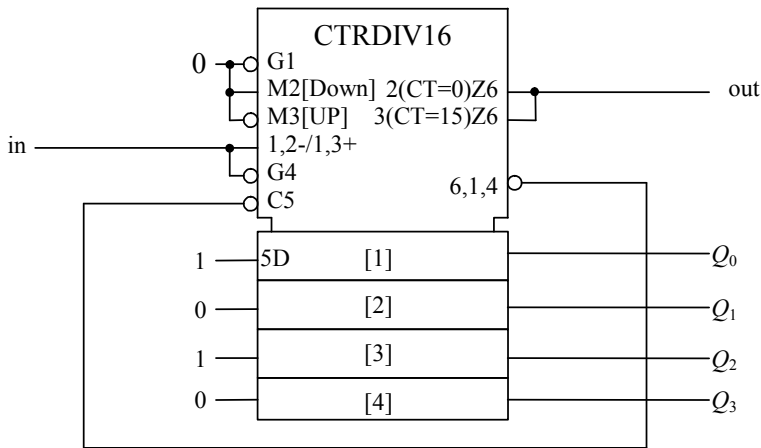 CTRDIV16
0 G1
M2[Down] 2(CT=0)Z6 out
M3[UP] 3(CT=15)Z6
in 1,2-/1,3+
G4 6,1,4
C5
1 5D [1] Q0
0 [2] Q1
1 [3] Q2
0 [4] Q3